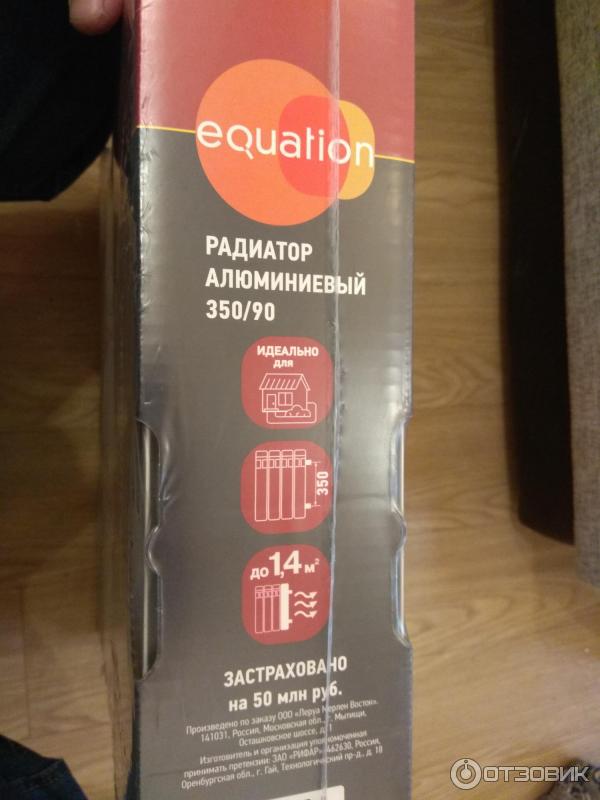 equation
РАДИАТОР
АЛЮМИНИЕВЫЙ
350/90
ИДЕАЛЬНО
для
350
до 1,4 м²
ЗАСТРАХОВАНО
на 50 млн руб.
Произведено по заказу ООО «Леруа Мерлен Восток».
141031, Россия, Московская обл., г. Мытищи,
Осташковское шоссе, д. 1
Изготовитель и организация уполномоченная
принимать претензии: ЗАО «РИФАР» 462630, Россия,
Оренбургская обл., г. Гай, Технологический пр-д., д. 18
ОТЗОВИК